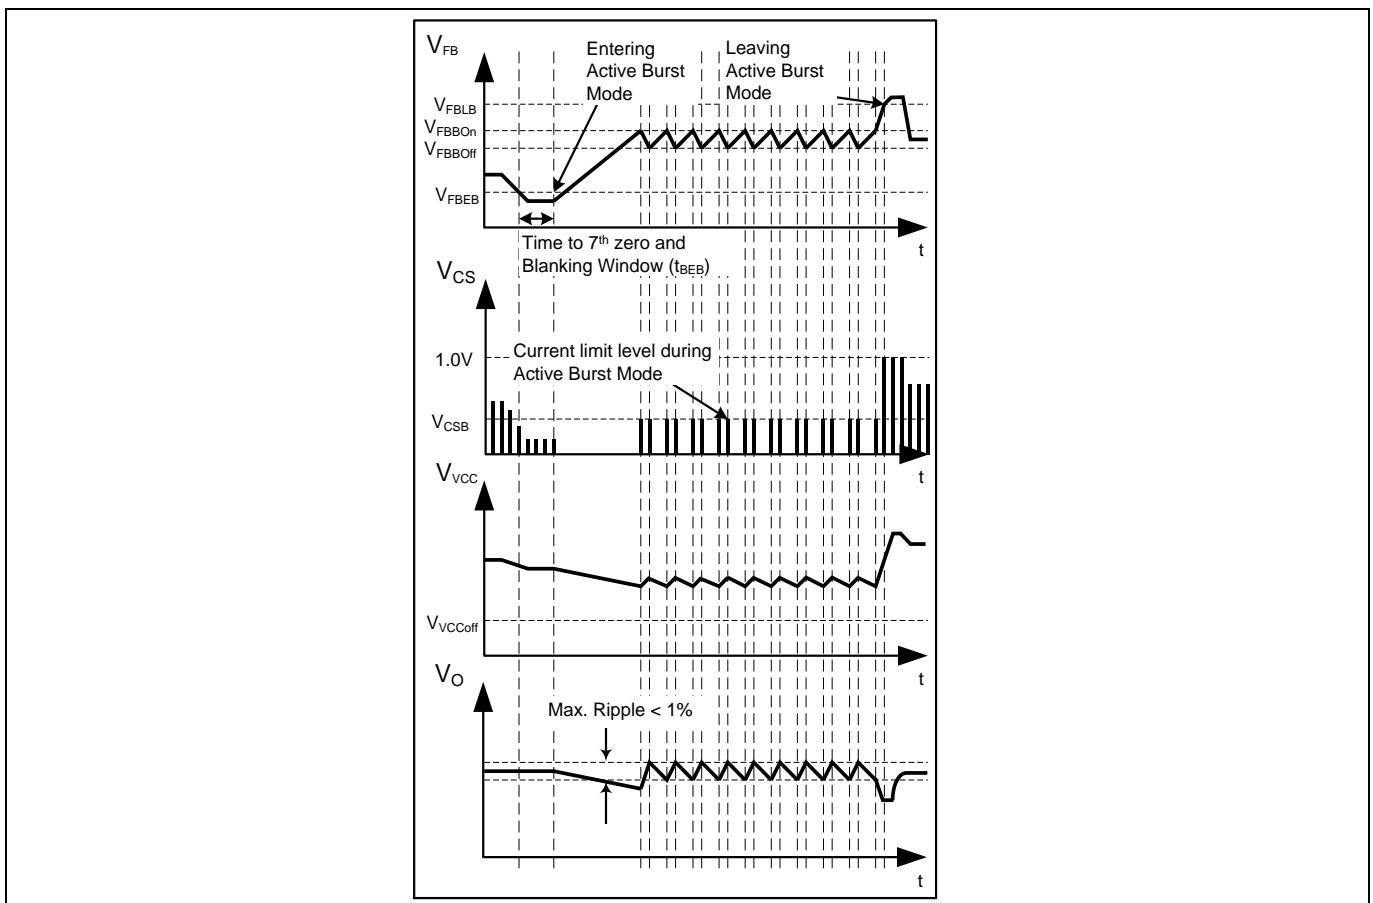 V_FB
Entering
Active Burst
Mode
Leaving
Active Burst
Mode
V_FBLB
V_FBBOn
V_FBBOff
V_FBEB
t
Time to 7th zero and
Blanking Window (t_BEB)
V_CS
1.0V
Current limit level during
Active Burst Mode
V_CSB
t
V_VCC
V_VCCoff
t
V_O
Max. Ripple < 1%
t